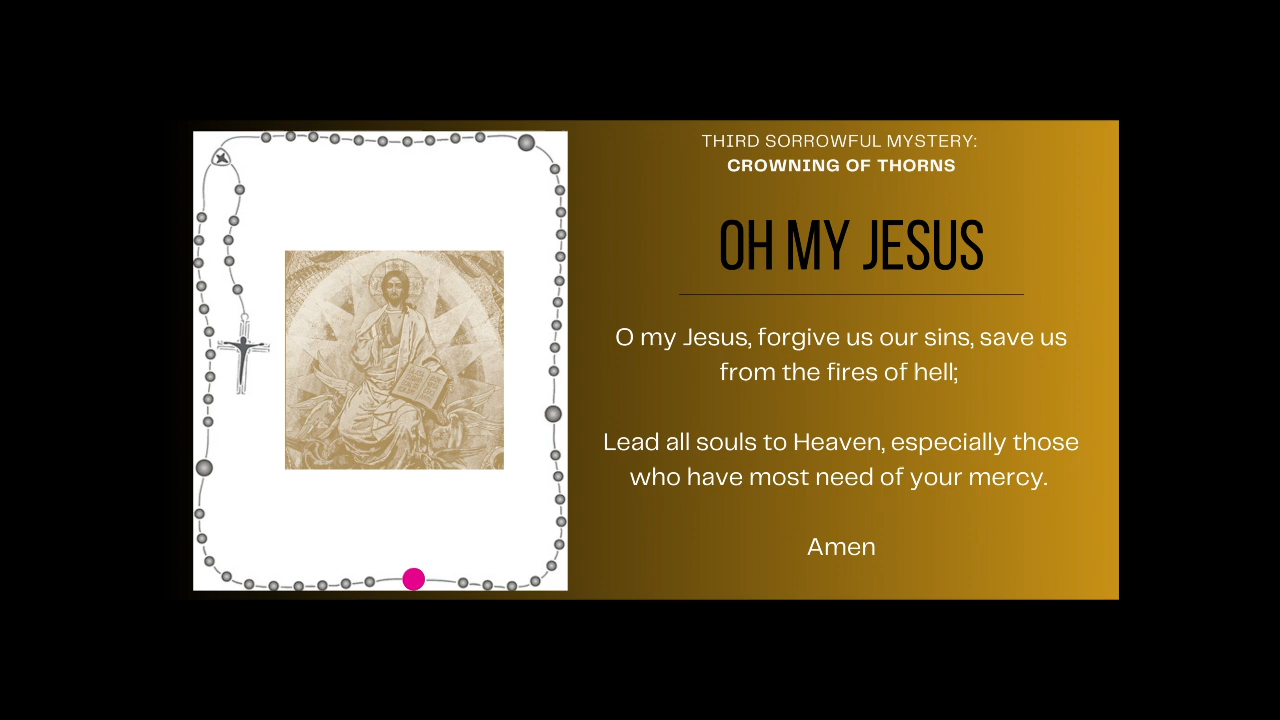 THIRD SORROWFUL MYSTERY:
CROWNING OF THORNS
OH MY JESUS
O my Jesus, forgive us our sins, save us
from the fires of hell;
Lead all souls to Heaven, especially those
who have most need of your mercy.
Amen